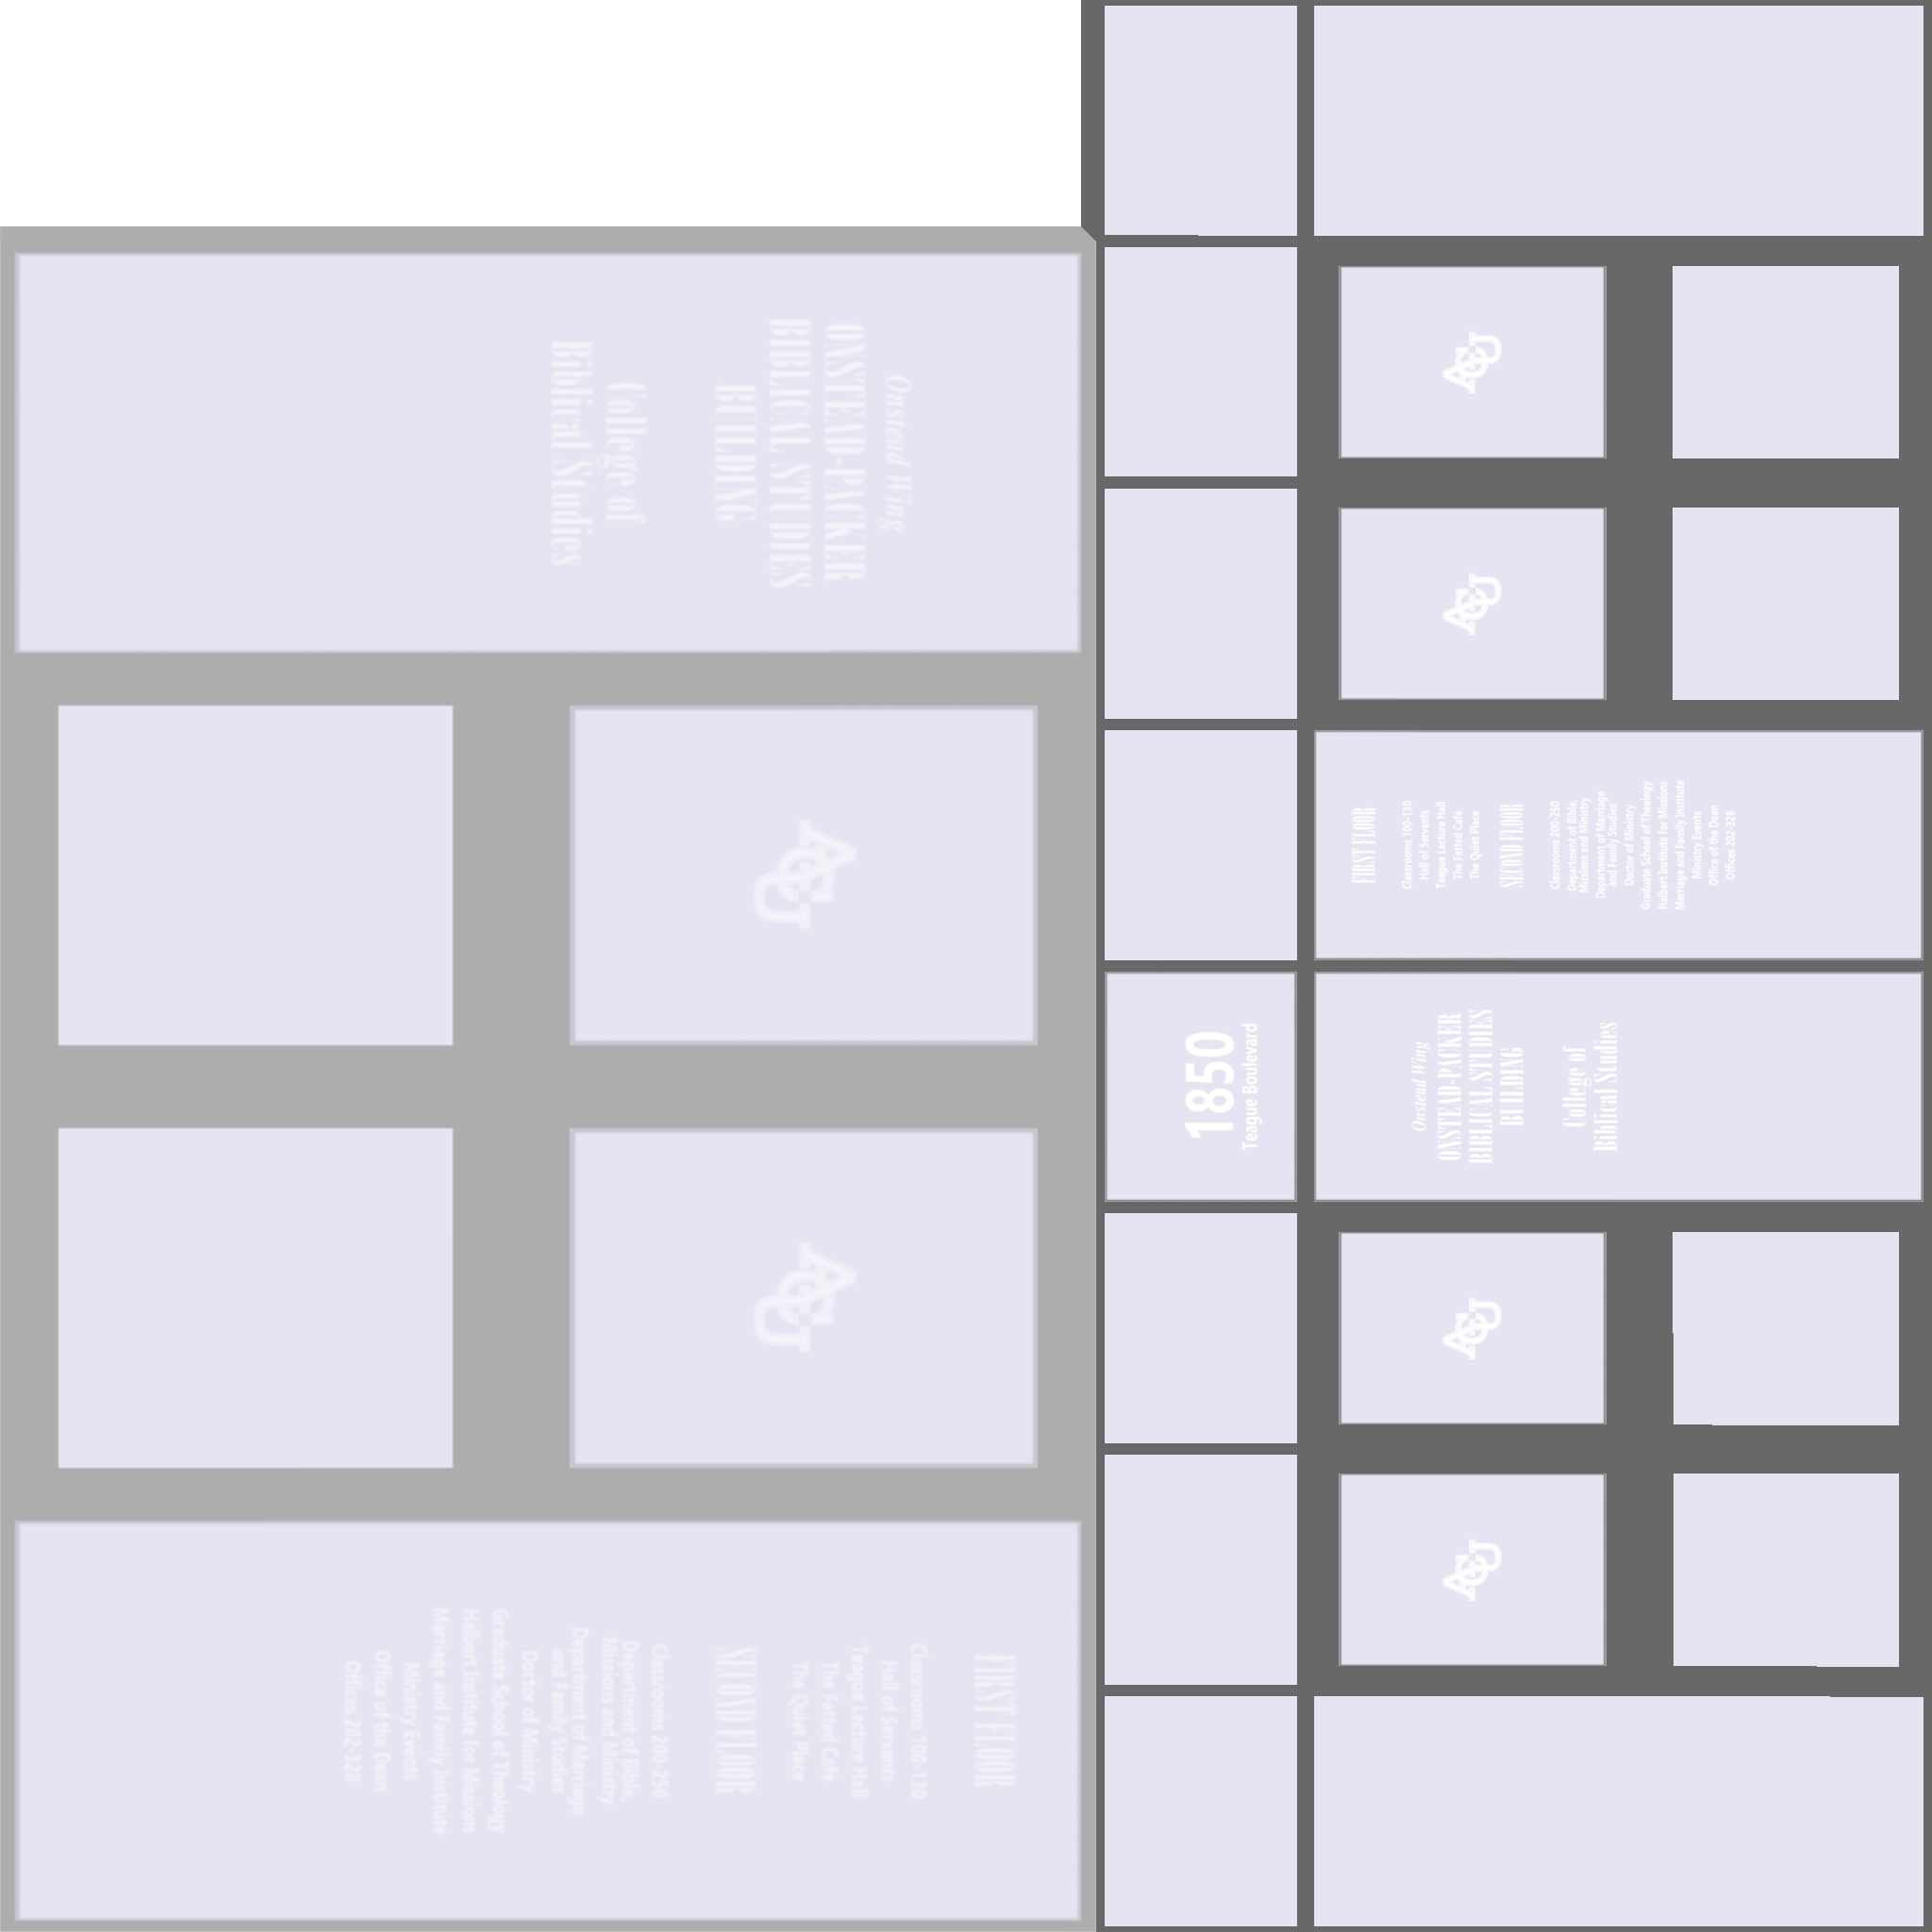 Onstead Wing
ONSTEAD-PACKER
BIBLICAL STUDIES
BUILDING
College of
Biblical Studies
ACU
ACU
FIRST FLOOR
Classrooms 100-130
Hall of Servants
Teague Lecture Hall
The Fatted Cafe
The Quiet Place
SECOND FLOOR
Classrooms 200-250
Department of Bible,
Missions and Ministry
Department of Marriage
and Family Studies
Doctor of Ministry
Graduate School of Theology
Halbert Institute for Missions
Marriage and Family Institute
Ministry Events
Office of the Dean
Offices 202-328
ACU
ACU
FIRST FLOOR
Classrooms 100-130
Hall of Servants
Teague Lecture Hall
The Fatted Cafe
The Quiet Place
SECOND FLOOR
Classrooms 200-250
Department of Bible,
Missions and Ministry
Department of Marriage
and Family Studies
Doctor of Ministry
Graduate School of Theology
Halbert Institute for Missions
Marriage and Family Institute
Ministry Events
Office of the Dean
Offices 202-328
1850
Teague Boulevard
Onstead Wing
ONSTEAD-PACKER
BIBLICAL STUDIES
BUILDING
College of
Biblical Studies
ACU
ACU